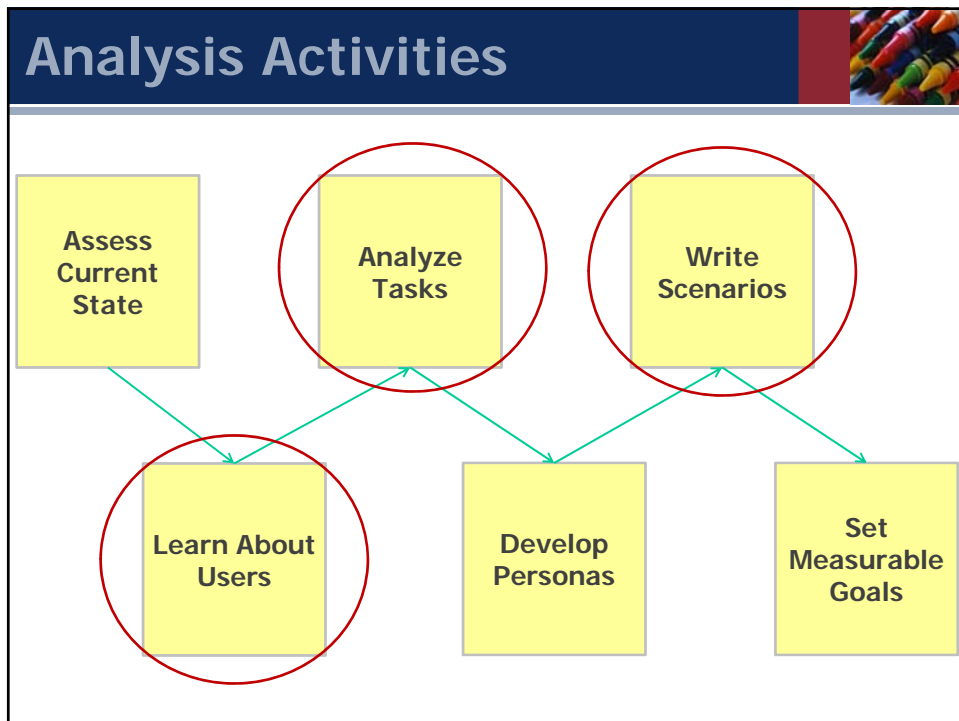 Analysis Activities
Assess
Current
State
Analyze
Tasks
Write
Scenarios
Learn About
Users
Develop
Personas
Set
Measurable
Goals